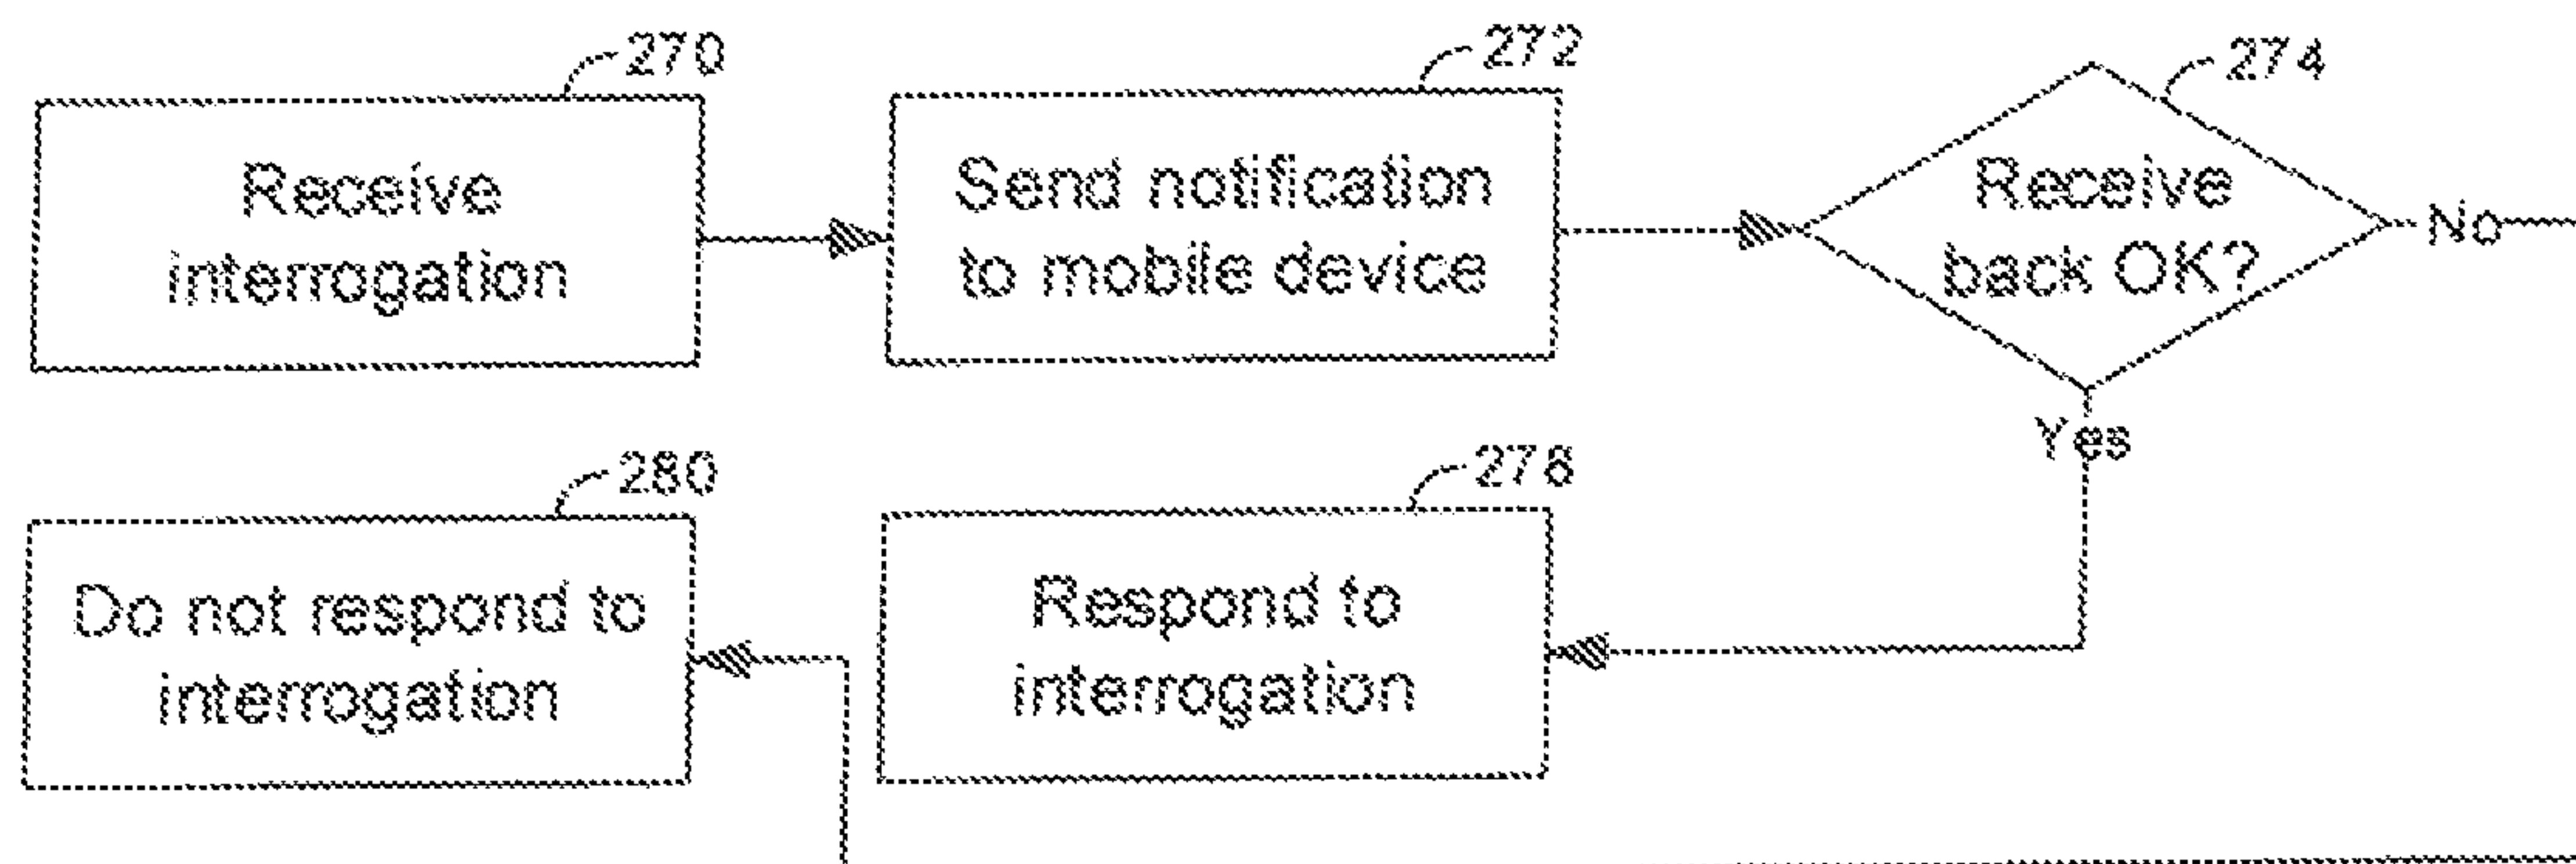 270
Receive
interrogation
272
Send notification
to mobile device
274
Receive
back OK?
No
Yes
280
Do not respond to
interrogation
276
Respond to
interrogation